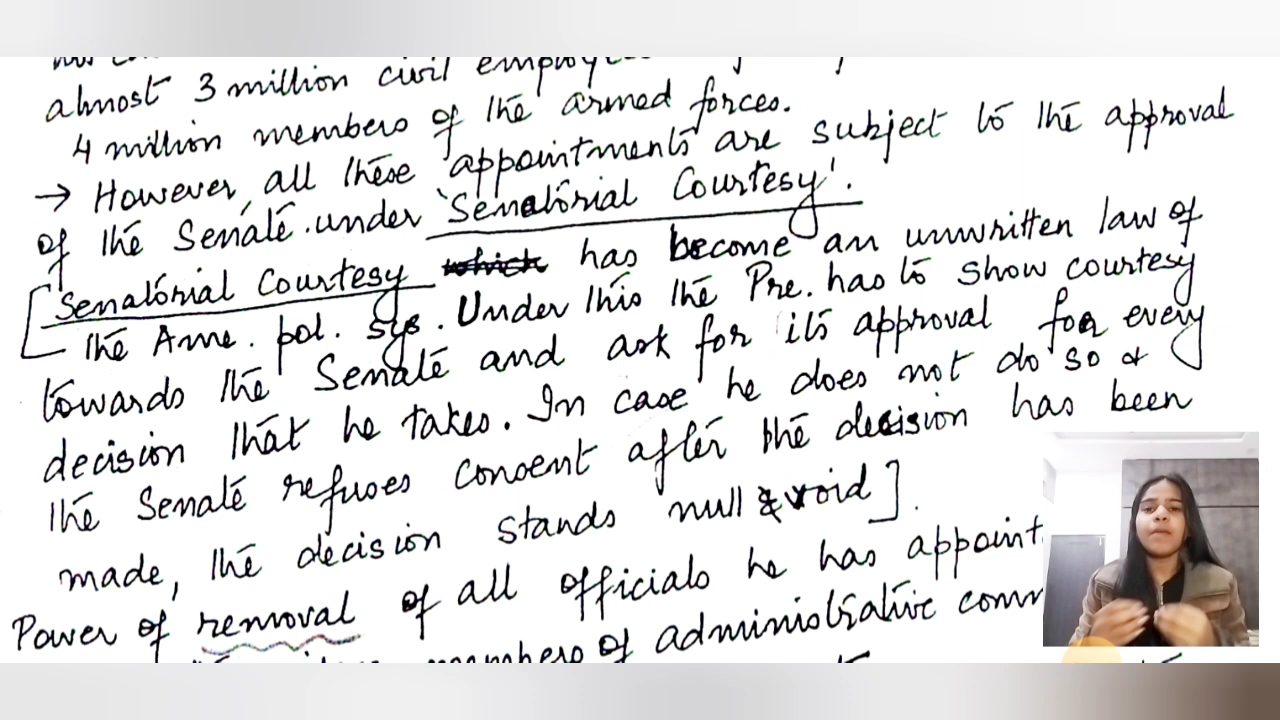 almost 3 million civil
4 million members of the armed forces.
→ However, all these appointments are subject to the approval
of the Senate. under 'Senatorial Courtesy'.
[Senatorial Courtesy which has become an unwritten law of
the Ame. pol. sys. Under this the Pre. has to show courtesy
towards the Senate and ask for its approval for every
decision that he takes. In case he does not do so &
the Senate refuses consent after the decision has been
made, the decision stands null & void].
Power of removal of all officials he has appoint
members of administrative comm